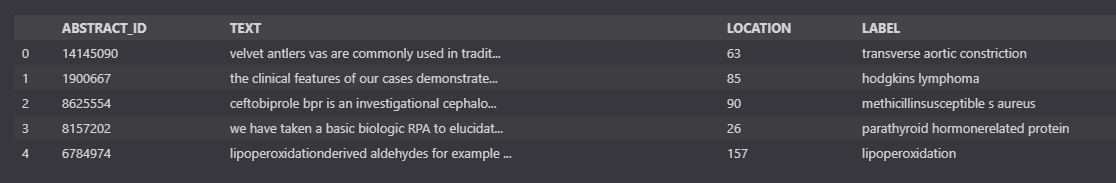 ABSTRACT_ID TEXT LOCATION LABEL
0 14145090 velvet antlers vas are commonly used in tradit... 63 transverse aortic constriction
1 1900667 the clinical features of our cases demonstrate... 85 hodgkins lymphoma
2 8625554 ceftobiprole bpr is an investigational cephalo... 90 methicillinsusceptible s aureus
3 8157202 we have taken a basic biologic RPA to elucidat... 26 parathyroid hormonerelated protein
4 6784974 lipoperoxidationderived aldehydes for example ... 157 lipoperoxidation